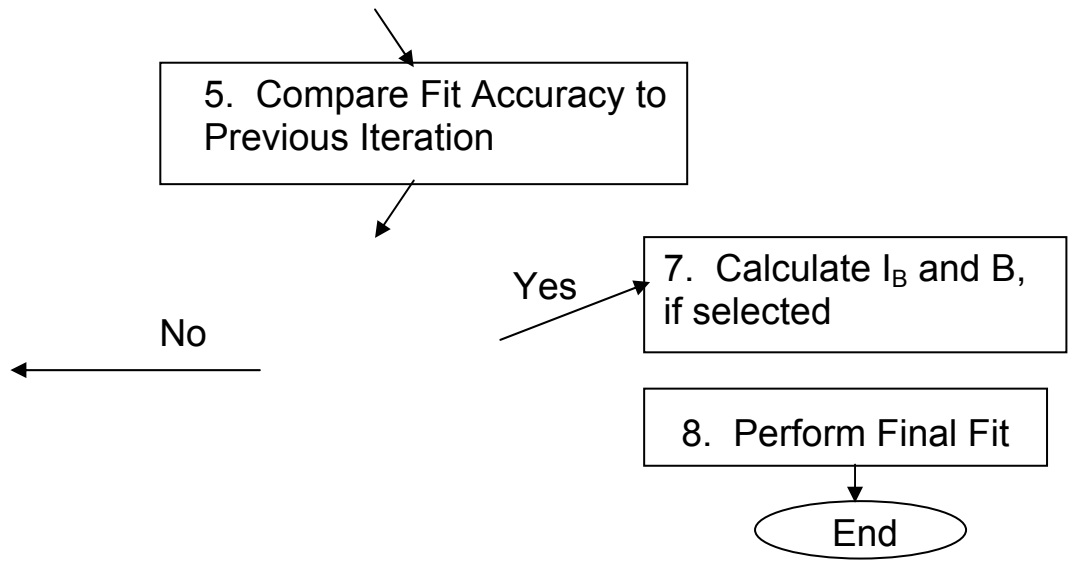 5. Compare Fit Accuracy to
Previous Iteration
Yes
7. Calculate I_B and B,
if selected
No
8. Perform Final Fit
End